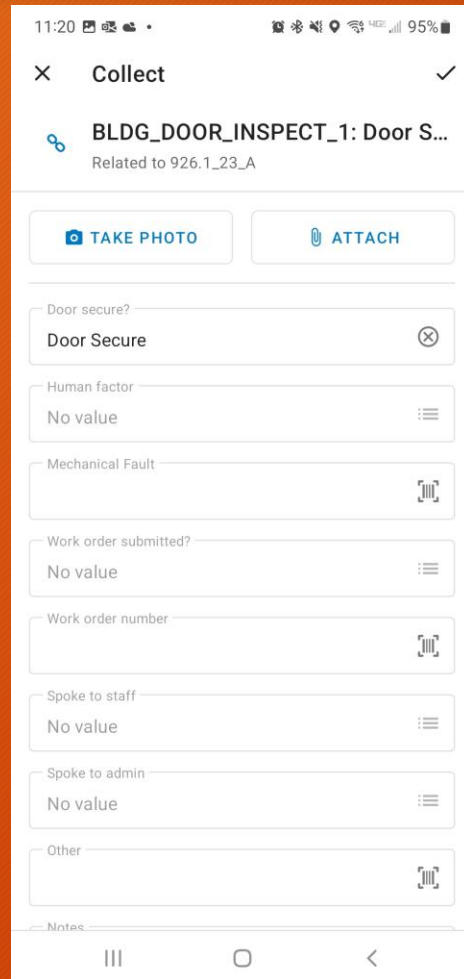 11:20
4GE 95%
Collect
BLDG_DOOR_INSPECT_1: Door S...
Related to 926.1_23_A
TAKE PHOTO
ATTACH
Door secure?
Door Secure
Human factor
No value
Mechanical Fault
Work order submitted?
No value
Work order number
Spoke to staff
No value
Spoke to admin
No value
Other
Notes